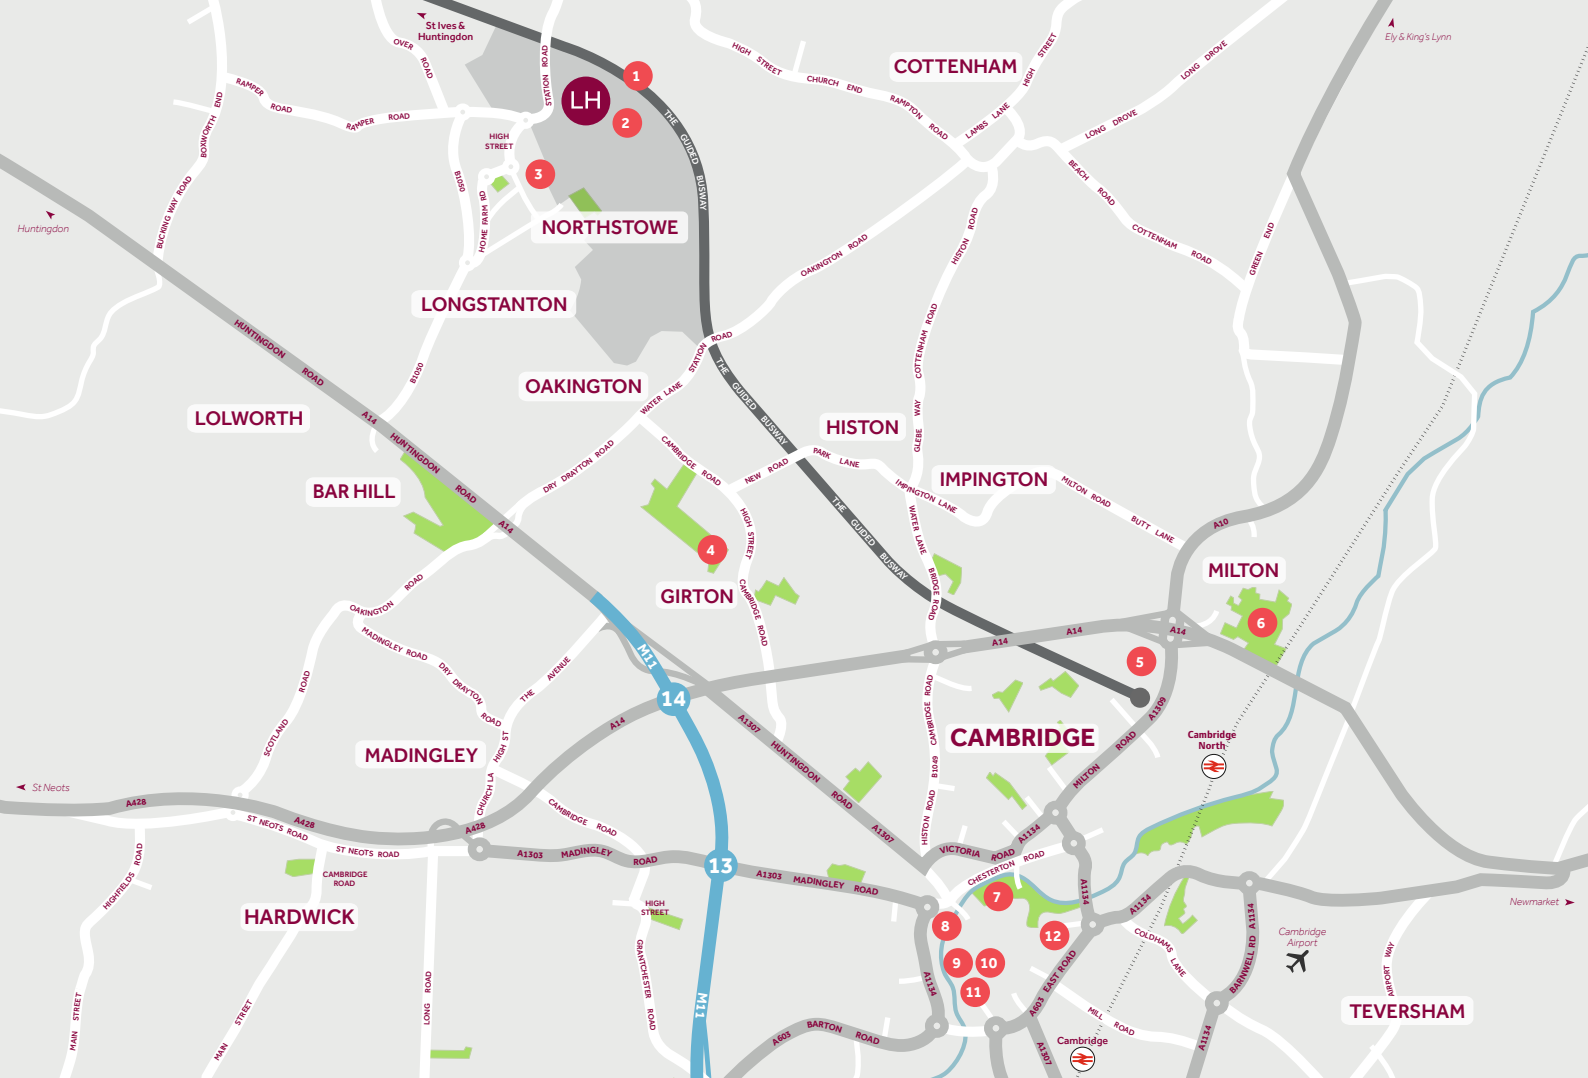 St Ives &
Huntingdon
OVER ROAD
STATION ROAD
HIGH STREET
CHURCH END
RAMPTON ROAD
COTTENHAM
HIGH STREET
LAMBS LANE
LONG DROVE
LONG DROVE
Ely & King's Lynn
1
LH
2
3
RAMPER ROAD
RAMPER ROAD
BOXWORTH END
BUCKING WAY ROAD
HIGH
STREET
B1050
HOME FARM RD
THE GUIDED BUSWAY
BEACH ROAD
COTTENHAM ROAD
GREEN END
Huntingdon
NORTHSTOWE
OAKINGTON ROAD
HISTON ROAD
LONGSTANTON
HUNTINGDON ROAD
B1050
COTTENHAM ROAD
STATION ROAD
OAKINGTON
WATER LANE
THE GUIDED BUSWAY
LOLWORTH
A14
HUNTINGDON ROAD
A14
DRY DRAYTON ROAD
CAMBRIDGE ROAD
NEW ROAD
PARK LANE
HISTON
GLEBE WAY
IMPINGTON LANE
IMPINGTON
MILTON ROAD
BUTT LANE
A10
BAR HILL
THE GUIDED BUSWAY
WATER LANE
HIGH STREET
4
GIRTON
CAMBRIDGE ROAD
BRIDGE ROAD
MILTON
6
OAKINGTON ROAD
MADINGLEY ROAD
DRY DRAYTON ROAD
THE AVENUE
M11
14
A14
A14
A14
A14
5
SCOTLAND ROAD
HIGH ST
MADINGLEY
CHURCH LA
A1307
HUNTINGDON ROAD
A1307
CAMBRIDGE ROAD
B1049
HISTON ROAD
CAMBRIDGE
A1309
MILTON ROAD
Cambridge
North
St Neots
A428
ST NEOTS ROAD
A428
A428
ST NEOTS ROAD
CAMBRIDGE ROAD
A1303
MADINGLEY ROAD
13
A1303
MADINGLEY ROAD
VICTORIA ROAD
A1134
CHESTERTON ROAD
A1134
A1134
HIGHFIELDS ROAD
CAMBRIDGE
ROAD
HARDWICK
HIGH
STREET
7
8
9
10
11
12
COLDHAMS LANE
A1134
BARNWELL RD
Cambridge
Airport
Newmarket
AIRPORT WAY
TEVERSHAM
MAIN STREET
MAIN STREET
LONG ROAD
GRANTCHESTER ROAD
M11
A1134
A603
BARTON ROAD
A603
EAST ROAD
MILL ROAD
A1307
Cambridge
A1134